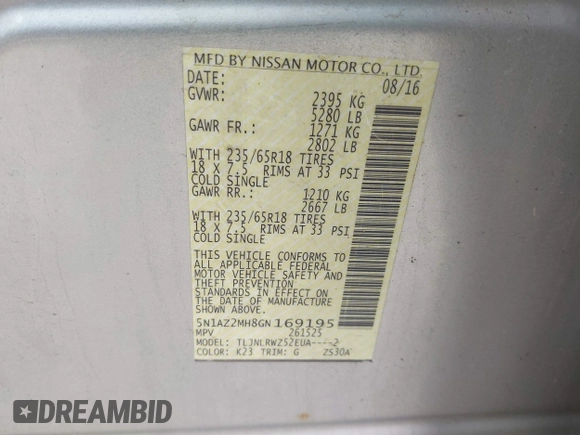 MFD BY NISSAN MOTOR CO., LTD.
DATE: 08/16
GVWR: 2395 KG
5280 LB
GAWR FR.: 1271 KG
2802 LB
WITH 235/65R18 TIRES
18 X 7.5 RIMS AT 33 PSI
COLD SINGLE
GAWR RR.: 1210 KG
2667 LB
WITH 235/65R18 TIRES
18 X 7.5 RIMS AT 33 PSI
COLD SINGLE
THIS VEHICLE CONFORMS TO
ALL APPLICABLE FEDERAL
MOTOR VEHICLE SAFETY AND
THEFT PREVENTION
STANDARDS IN EFFECT ON
THE DATE OF MANUFACTURE
SHOWN ABOVE.
5N1AZ2MH8GN169195
MPV 261525
MODEL: TLJNLRWZ52EUA----2
COLOR: K23 TRIM: G ZS30A
DREAMBID